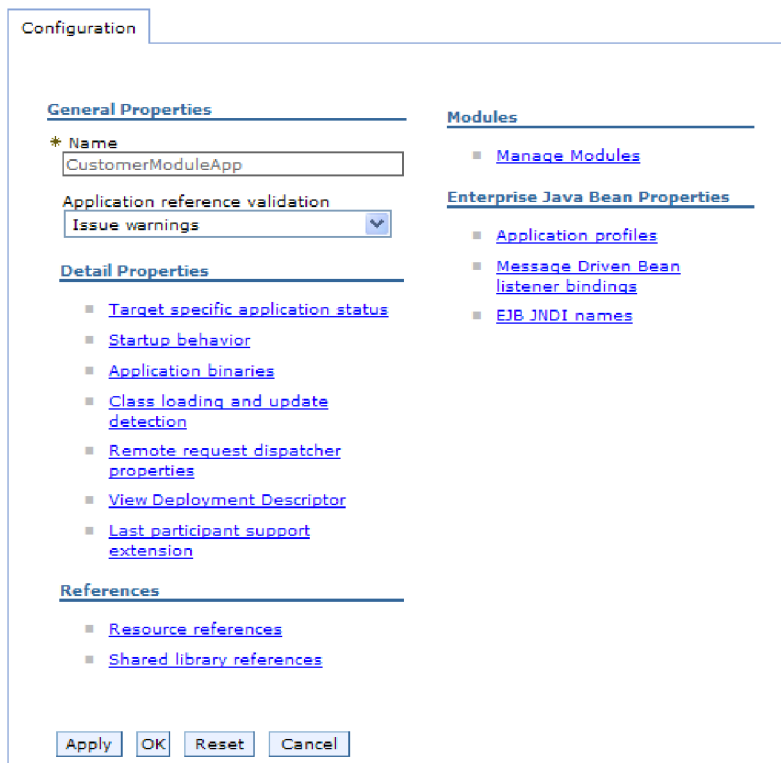 Configuration
General Properties
* Name
CustomerModuleApp
Application reference validation
Issue warnings
Detail Properties
Target specific application status
Startup behavior
Application binaries
Class loading and update
detection
Remote request dispatcher
properties
View Deployment Descriptor
Last participant support
extension
References
Resource references
Shared library references
Modules
Manage Modules
Enterprise Java Bean Properties
Application profiles
Message Driven Bean
listener bindings
EJB JNDI names
Apply OK Reset Cancel